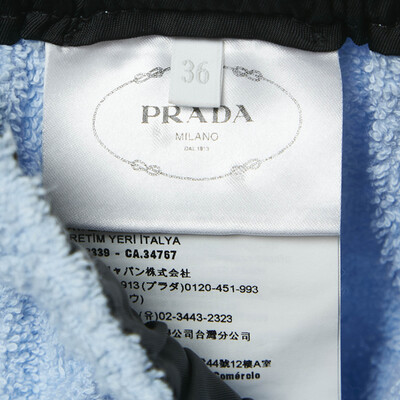 36
PRADA
MILANO
DAL 1913
RETIM YERI İTALYA
339 - CA.34767
ャパン株式会社
913(プラダ)0120-451-993
ウ)
(有)02-3443-2323
公司台灣分公司
44號12樓A室
Comércio